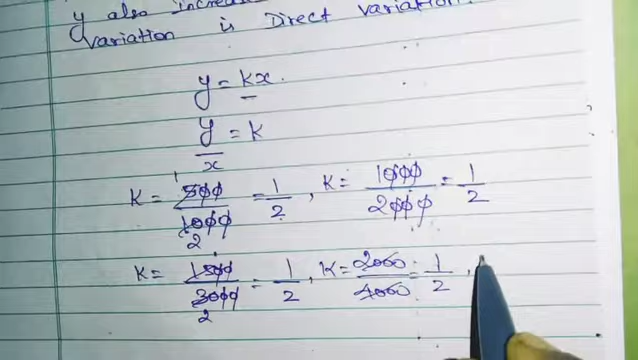 y also increase
variation is Direct variation.
y = kx.
y/x = k
K = 500/1000 = 1/2, K = 1000/2000 = 1/2
K = 1500/3000 = 1/2, K = 2000/4000 = 1/2,